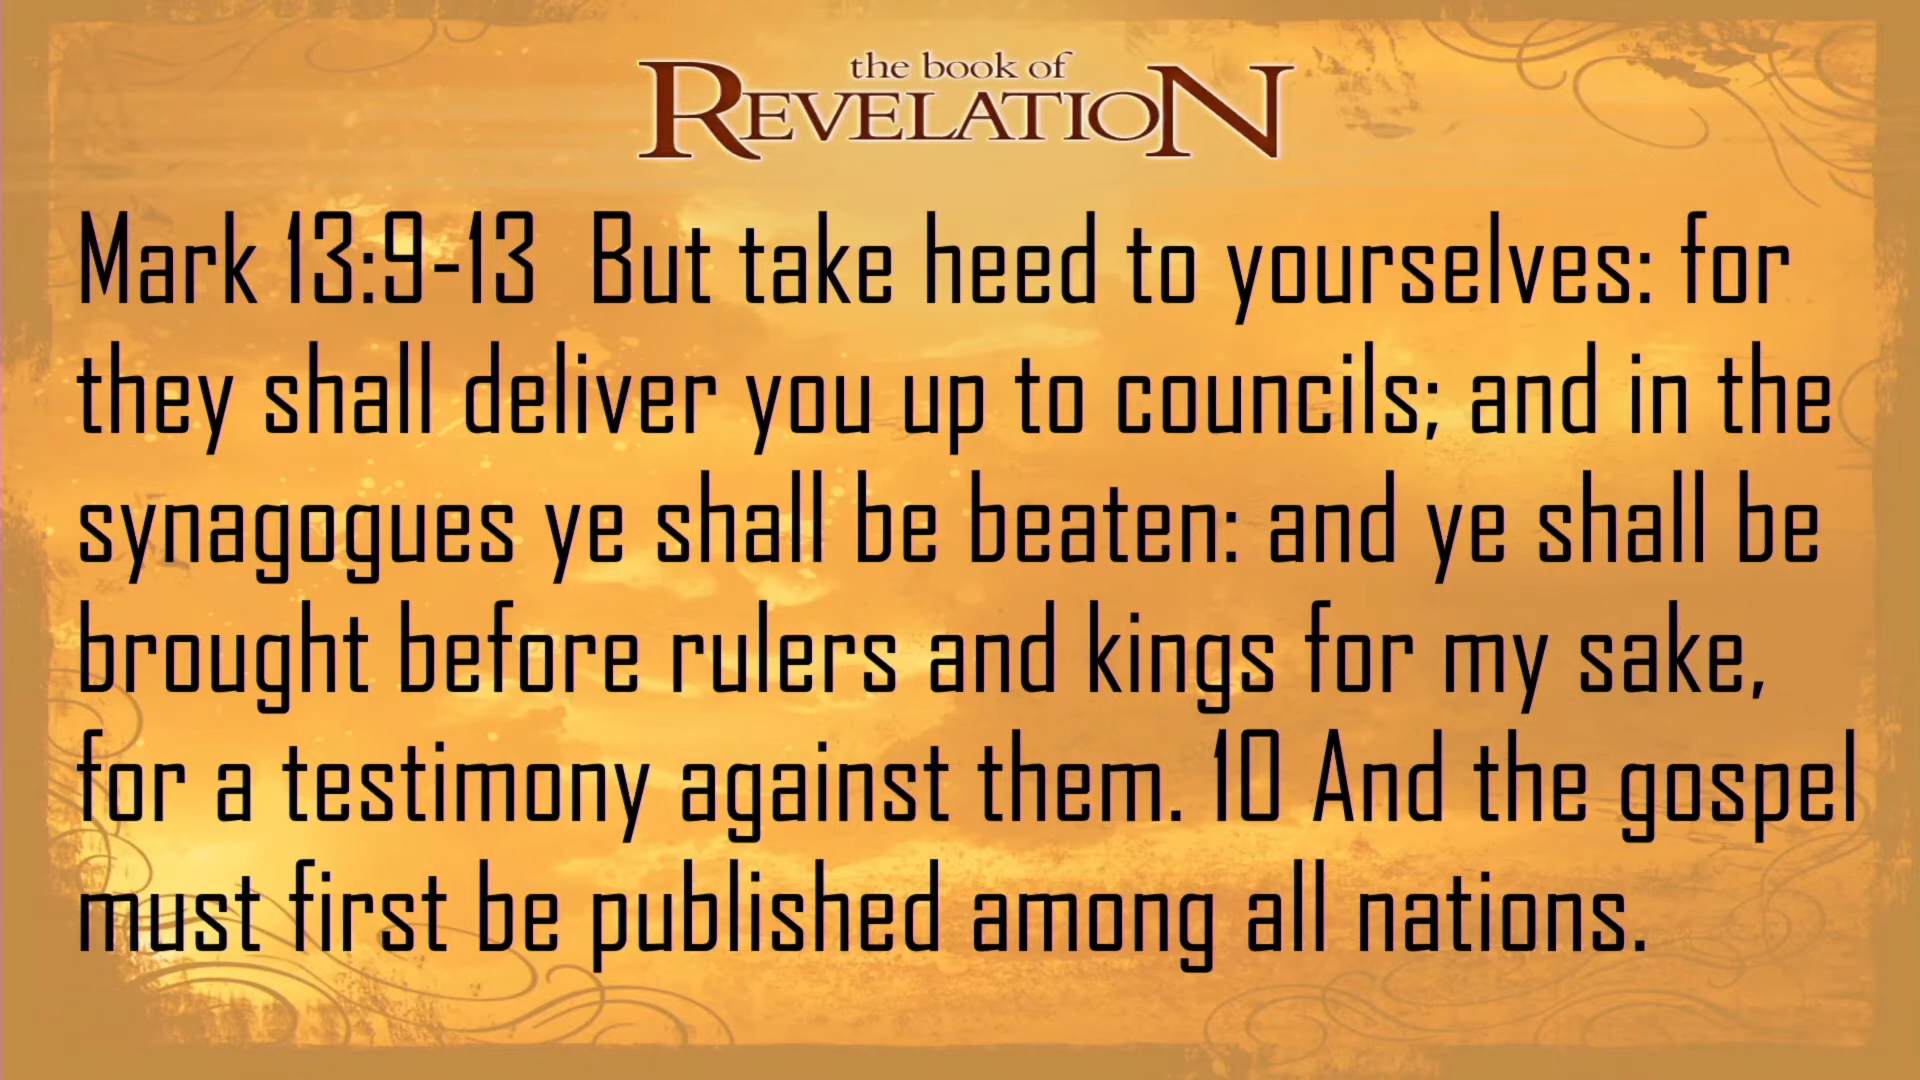 the book of
REVELATION
Mark 13:9-13  But take heed to yourselves: for
they shall deliver you up to councils; and in the
synagogues ye shall be beaten: and ye shall be
brought before rulers and kings for my sake,
for a testimony against them. 10 And the gospel
must first be published among all nations.